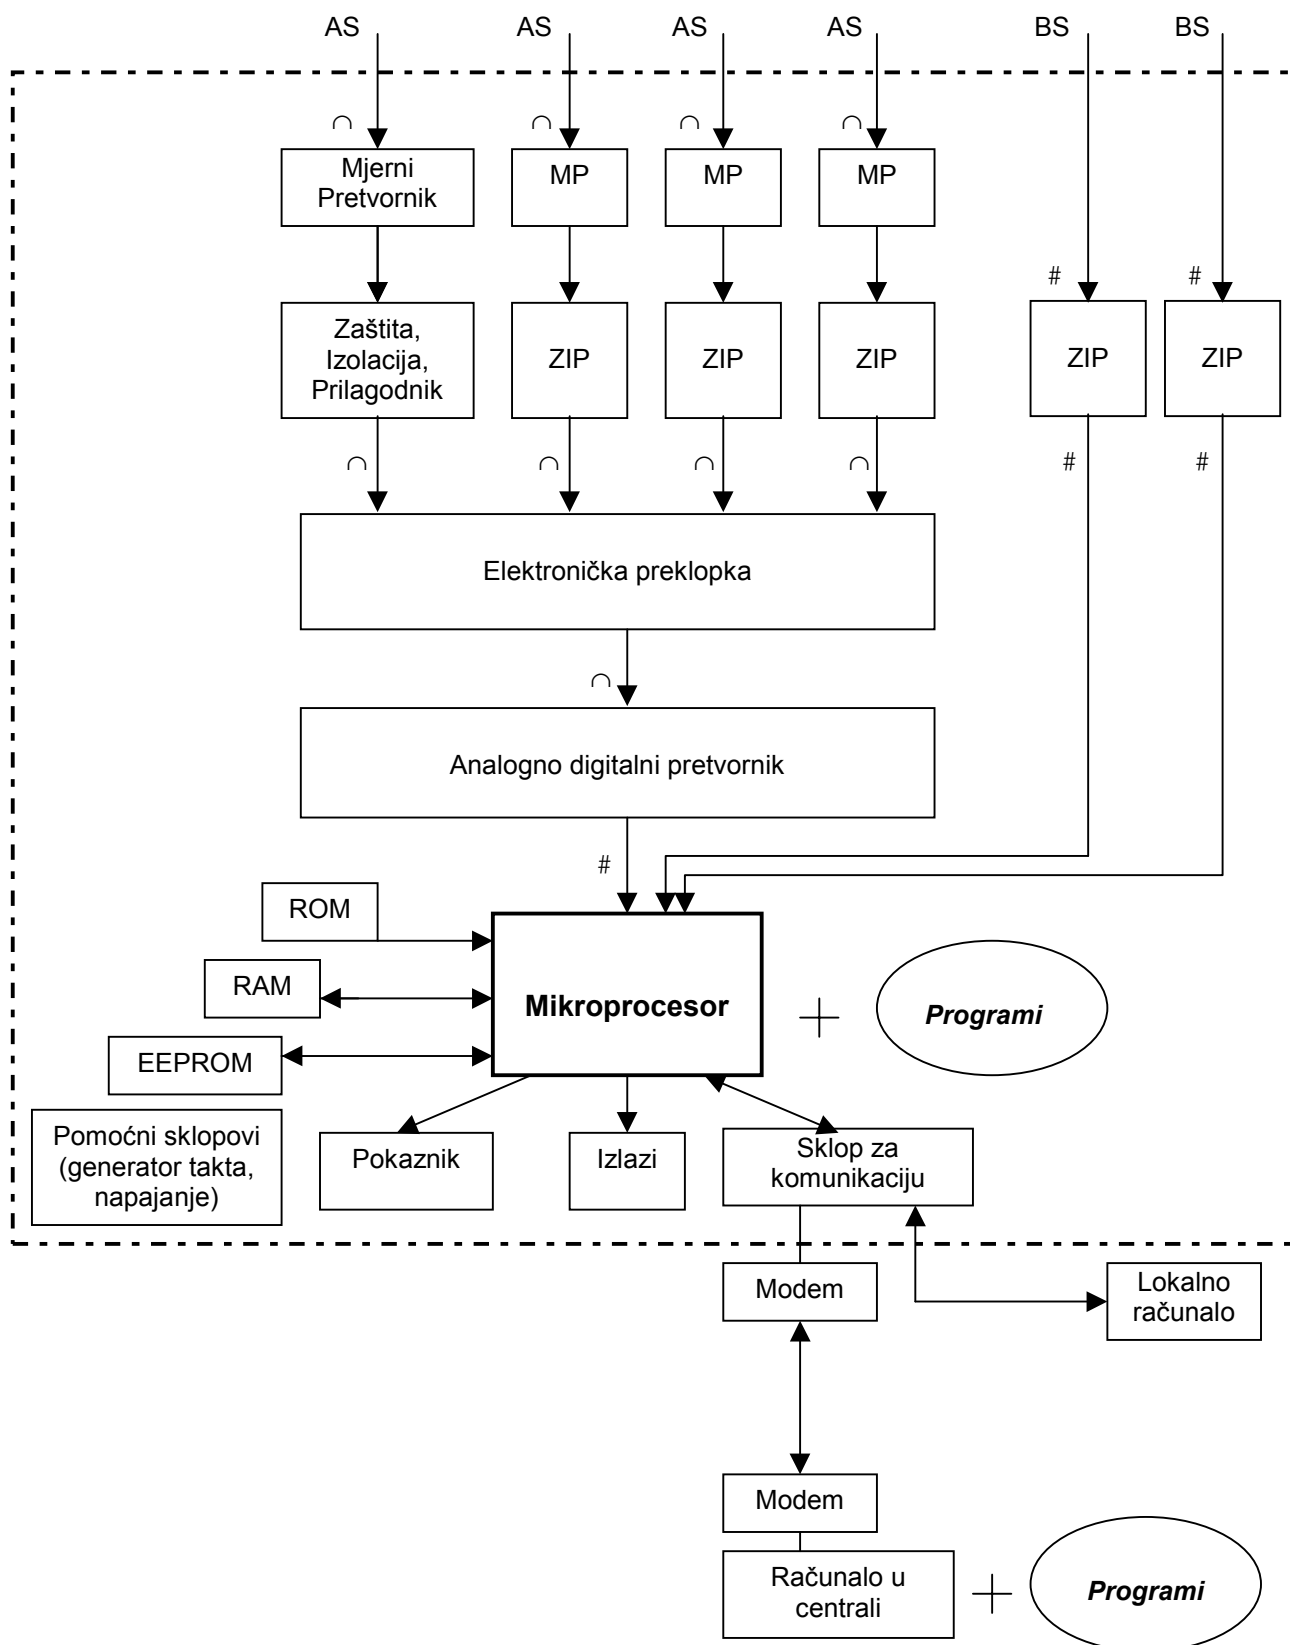 AS AS AS AS BS BS
∩ ∩ ∩ ∩
Mjerni
Pretvornik
MP MP MP
# #
Zaštita,
Izolacija,
Prilagodnik
ZIP ZIP ZIP ZIP ZIP
∩ ∩ ∩ ∩ # #
Elektronička preklopka
∩
Analogno digitalni pretvornik
#
ROM
RAM
EEPROM
Mikroprocesor
+
Programi
Pomoćni sklopovi
(generator takta,
napajanje)
Pokaznik
Izlazi
Sklop za
komunikaciju
Modem
Lokalno
računalo
Modem
Računalo u
centrali
+
Programi